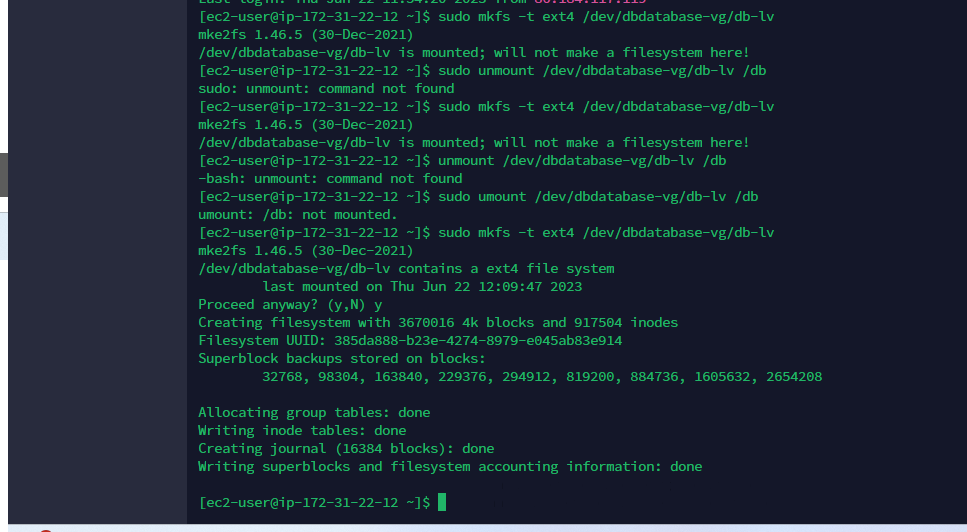 [ec2-user@ip-172-31-22-12 ~]$ sudo mkfs -t ext4 /dev/dbdatabase-vg/db-lv
mke2fs 1.46.5 (30-Dec-2021)
/dev/dbdatabase-vg/db-lv is mounted; will not make a filesystem here!
[ec2-user@ip-172-31-22-12 ~]$ sudo unmount /dev/dbdatabase-vg/db-lv /db
sudo: unmount: command not found
[ec2-user@ip-172-31-22-12 ~]$ sudo mkfs -t ext4 /dev/dbdatabase-vg/db-lv
mke2fs 1.46.5 (30-Dec-2021)
/dev/dbdatabase-vg/db-lv is mounted; will not make a filesystem here!
[ec2-user@ip-172-31-22-12 ~]$ unmount /dev/dbdatabase-vg/db-lv /db
-bash: unmount: command not found
[ec2-user@ip-172-31-22-12 ~]$ sudo umount /dev/dbdatabase-vg/db-lv /db
umount: /db: not mounted.
[ec2-user@ip-172-31-22-12 ~]$ sudo mkfs -t ext4 /dev/dbdatabase-vg/db-lv
mke2fs 1.46.5 (30-Dec-2021)
/dev/dbdatabase-vg/db-lv contains a ext4 file system
last mounted on Thu Jun 22 12:09:47 2023
Proceed anyway? (y,N) y
Creating filesystem with 3670016 4k blocks and 917504 inodes
Filesystem UUID: 385da888-b23e-4274-8979-e045ab83e914
Superblock backups stored on blocks:
32768, 98304, 163840, 229376, 294912, 819200, 884736, 1605632, 2654208
Allocating group tables: done
Writing inode tables: done
Creating journal (16384 blocks): done
Writing superblocks and filesystem accounting information: done
[ec2-user@ip-172-31-22-12 ~]$